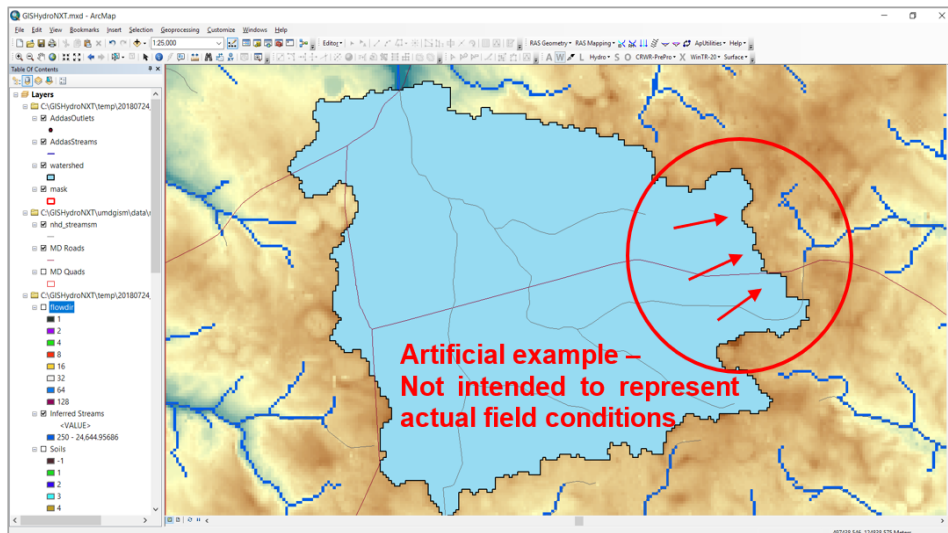 GISHydroNXT.mxd - ArcMap
File Edit View Bookmarks Insert Selection Geoprocessing Customize Windows Help
1:25,000
Editor
RAS Geometry RAS Mapping ApUtilities Help
Hydro S O CRWR-PrePro X WinTR-20 Surface
Table Of Contents
Layers
C:\GISHydroNXT\temp\20180724_
AddasOutlets
AddasStreams
watershed
mask
C:\GISHydroNXT\umdgism\data\
nhd_streamsm
MD Roads
MD Quads
C:\GISHydroNXT\temp\20180724_
flowdir
1
2
4
8
16
32
64
128
Inferred Streams
<VALUE>
250 - 24,644.95686
Soils
-1
1
2
3
4
Artificial example –
Not intended to represent
actual field conditions